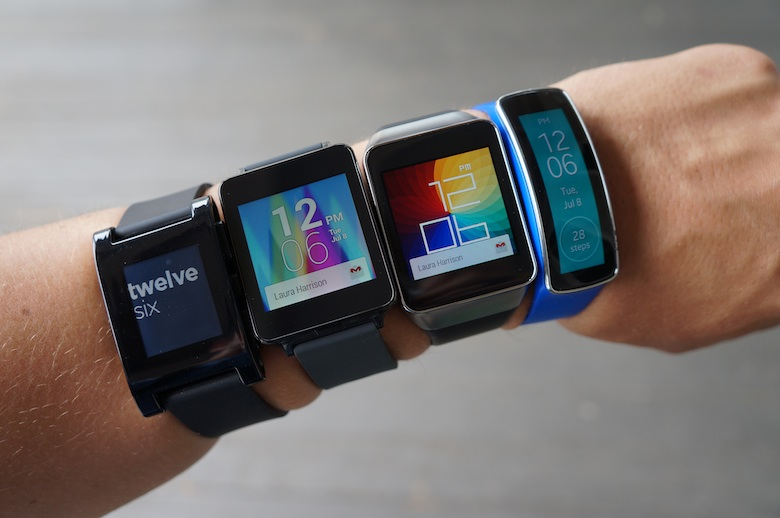 twelve
six
12 PM
06 Tue
Jul 8
Laura Harrison
PM
12
06
Laura Harrison
PM
12
06
Tue,
Jul 8
28
steps